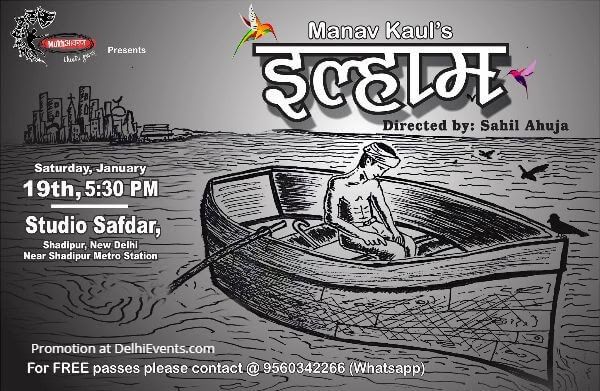 Presents
Manav Kaul's
इल्हाम
Directed by: Sahil Ahuja
Saturday, January
19th, 5:30 PM
Studio Safdar,
Shadipur, New Delhi
Near Shadipur Metro Station
Promotion at DelhiEvents.com
For FREE passes please contact @ 9560342266 (Whatsapp)